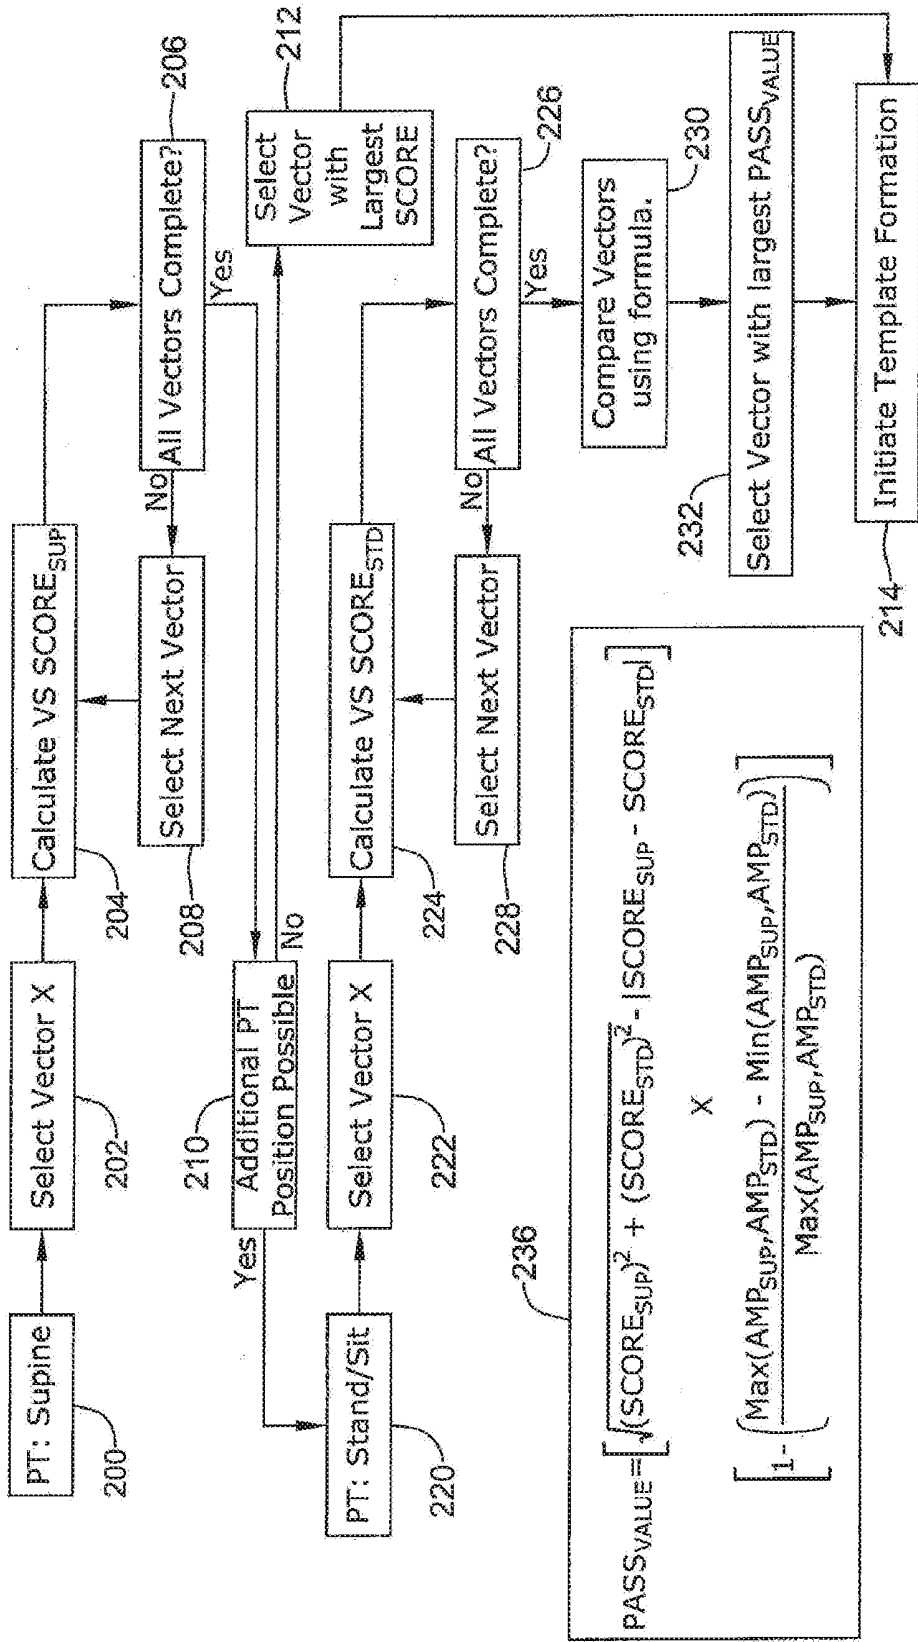 PT: Supine
200
Select Vector X
202
Calculate VS SCORE_SUP
204
All Vectors Complete?
206
No
Yes
Select Next Vector
208
Additional PT
Position Possible
210
Yes
No
Select
Vector
with
Largest
SCORE
212
PT: Stand/Sit
220
Select Vector X
222
Calculate VS SCORE_STD
224
All Vectors Complete?
226
No
Yes
Select Next Vector
228
Compare Vectors
using formula.
230
Select Vector with largest PASS_VALUE
232
Initiate Template Formation
214
236
PASS_VALUE=[√(SCORE_SUP)² + (SCORE_STD)² - |SCORE_SUP - SCORE_STD|]
X
[1-(Max(AMP_SUP,AMP_STD) - Min(AMP_SUP,AMP_STD))]
Max(AMP_SUP,AMP_STD)